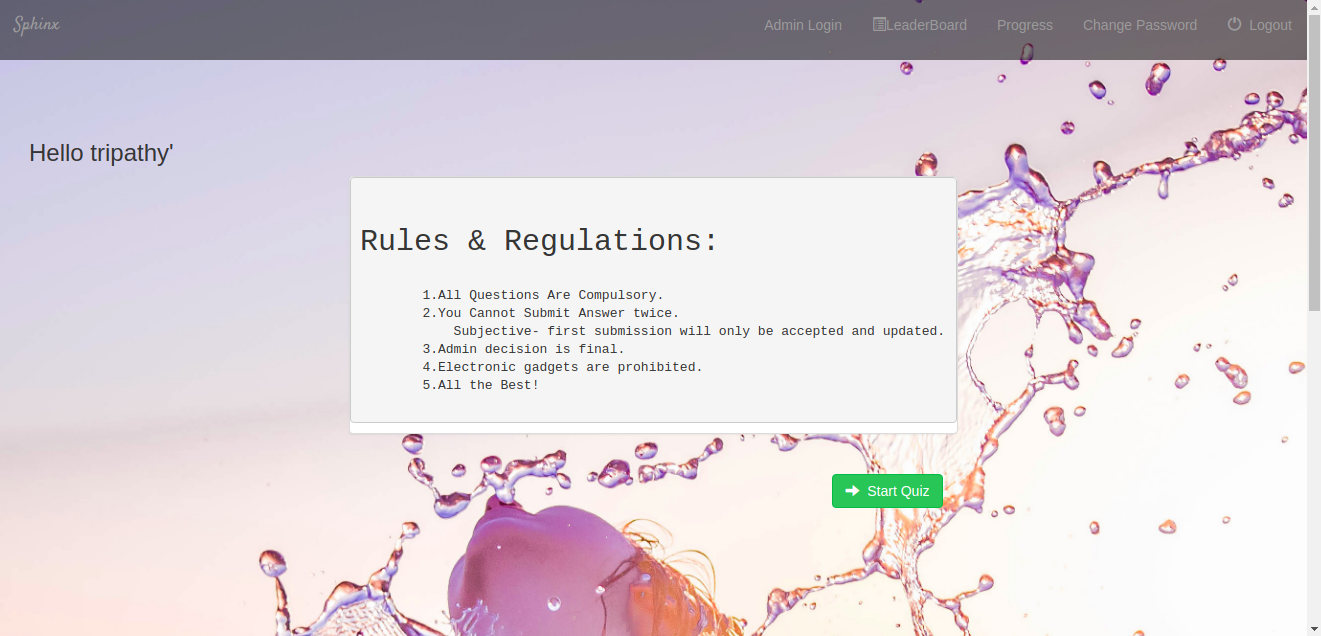 Sphinx
Admin Login LeaderBoard Progress Change Password Logout
Hello tripathy'
Rules & Regulations:
1.All Questions Are Compulsory.
2.You Cannot Submit Answer twice.
Subjective- first submission will only be accepted and updated.
3.Admin decision is final.
4.Electronic gadgets are prohibited.
5.All the Best!
Start Quiz